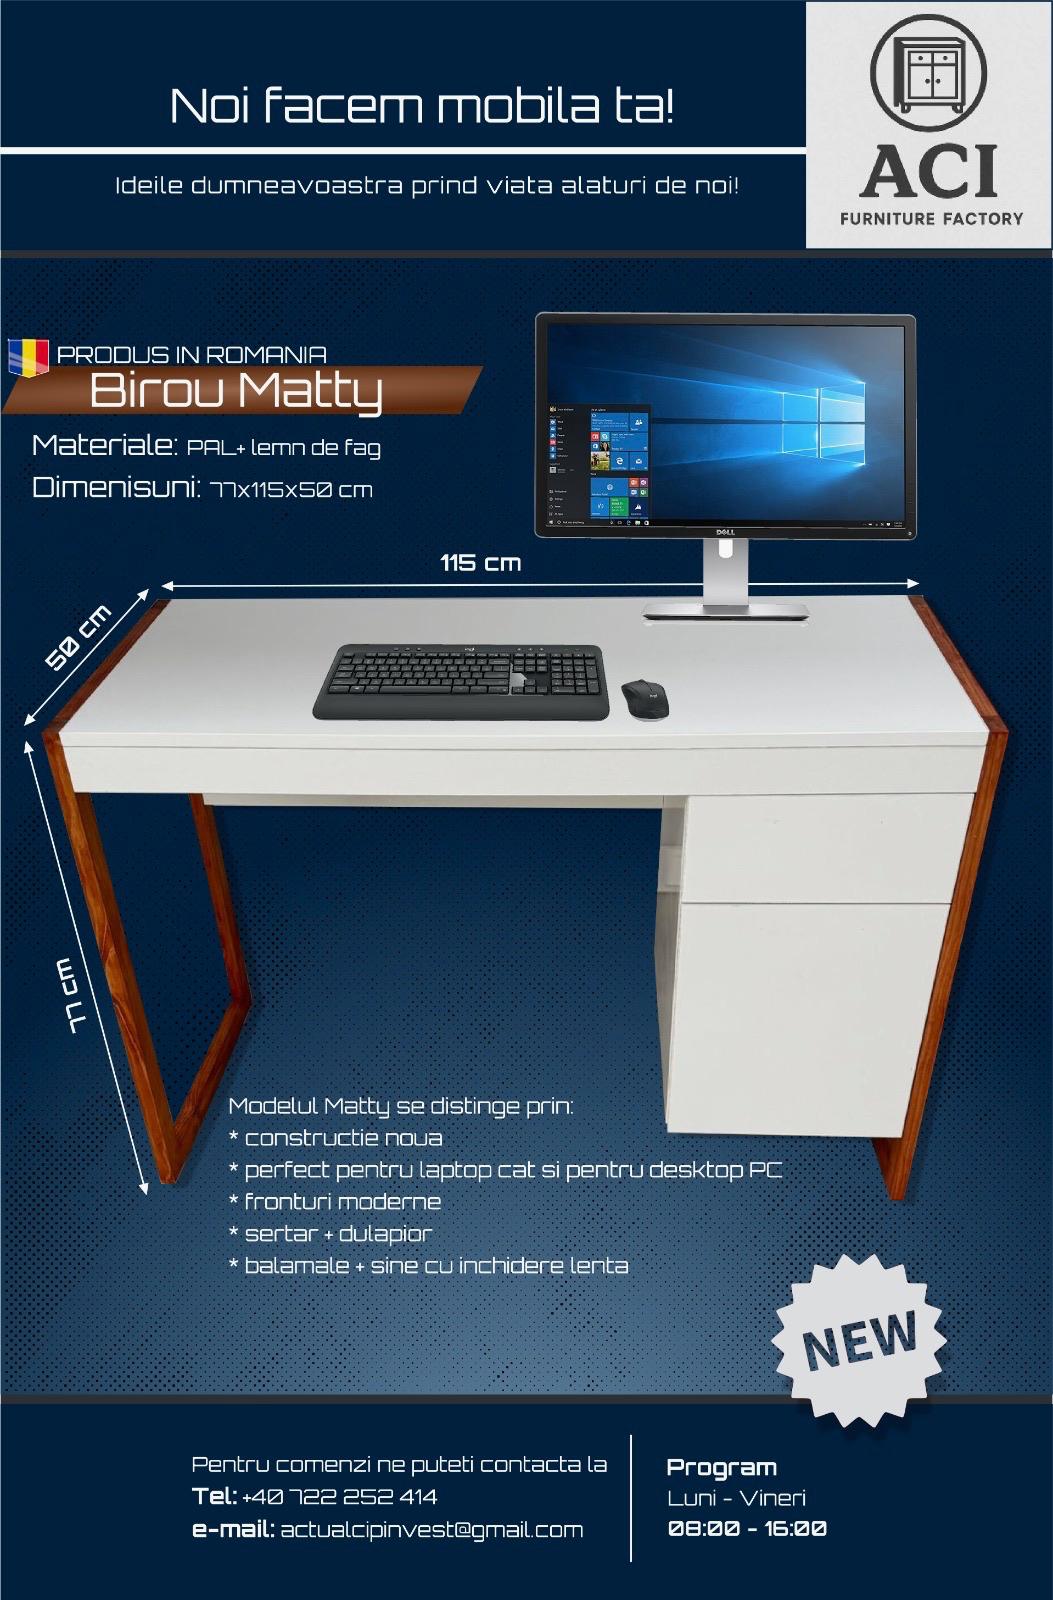 Noi facem mobila ta!
Ideile dumneavoastra prind viata alaturi de noi!
ACI
FURNITURE FACTORY
PRODUS IN ROMANIA
Birou Matty
Materiale: PAL+ lemn de fag
Dimenisuni: 77x115x50 cm
DELL
115 cm
50 cm
77 cm
Modelul Matty se distinge prin:
* constructie noua
* perfect pentru laptop cat si pentru desktop PC
* fronturi moderne
* sertar + dulapior
* balamale + sine cu inchidere lenta
NEW
Pentru comenzi ne puteti contacta la
Tel: +40 722 252 414
e-mail: actualcipinvest@gmail.com
Program
Luni - Vineri
08:00 - 16:00